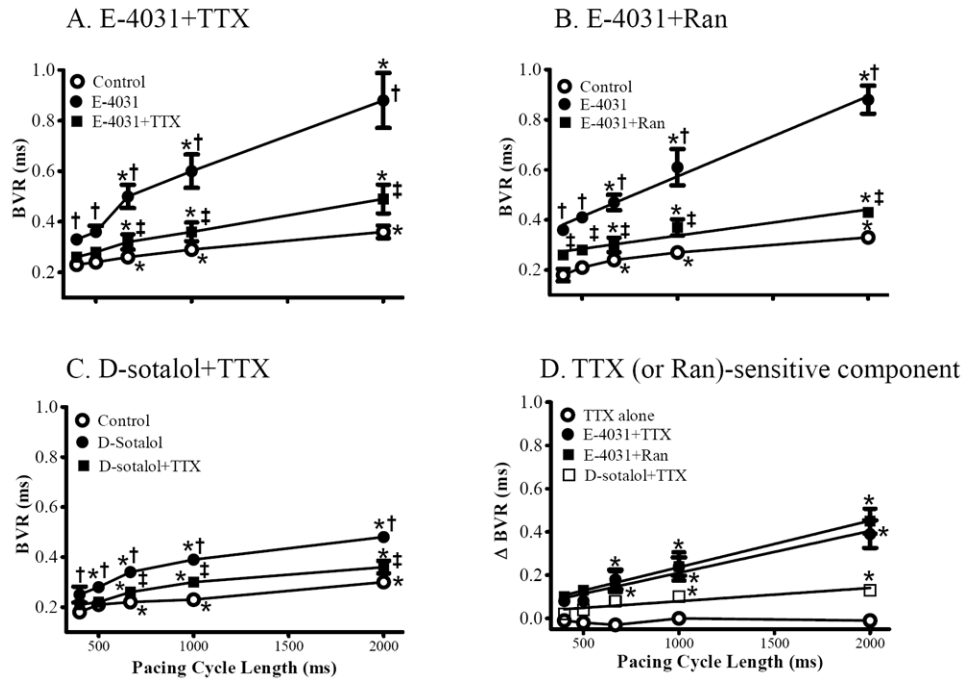 A. E-4031+TTX
1.0
0.8
0.6
0.4
0.2
BVR (ms)
Control
E-4031
E-4031+TTX
† † *† *† * †
*‡ *‡ * ‡
* * *
B. E-4031+Ran
1.0
0.8
0.6
0.4
0.2
BVR (ms)
Control
E-4031
E-4031+Ran
† † *† *† *†
‡ ‡ *‡ * ‡ *‡
* * *
C. D-sotalol+TTX
1.0
0.8
0.6
0.4
0.2
BVR (ms)
Control
D-Sotalol
D-sotalol+TTX
† *† *† *† *†
* ‡ * ‡ * ‡
* * *
500 1000 1500 2000
Pacing Cycle Length (ms)
D. TTX (or Ran)-sensitive component
1.0
0.8
0.6
0.4
0.2
0.0
Δ BVR (ms)
TTX alone
E-4031+TTX
E-4031+Ran
D-sotalol+TTX
* * * *
* * * *
500 1000 1500 2000
Pacing Cycle Length (ms)